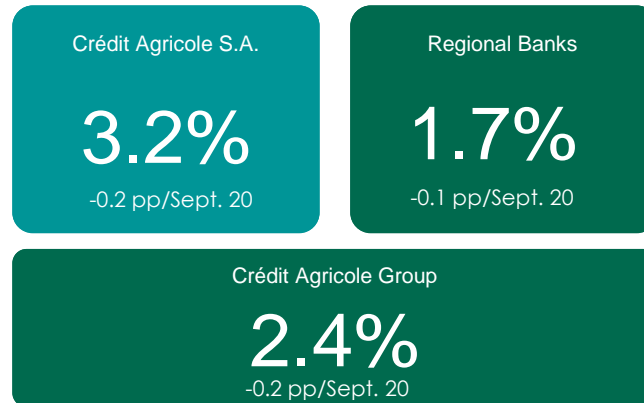 Crédit Agricole S.A.
3.2%
-0.2 pp/Sept. 20
Regional Banks
1.7%
-0.1 pp/Sept. 20
Crédit Agricole Group
2.4%
-0.2 pp/Sept. 20